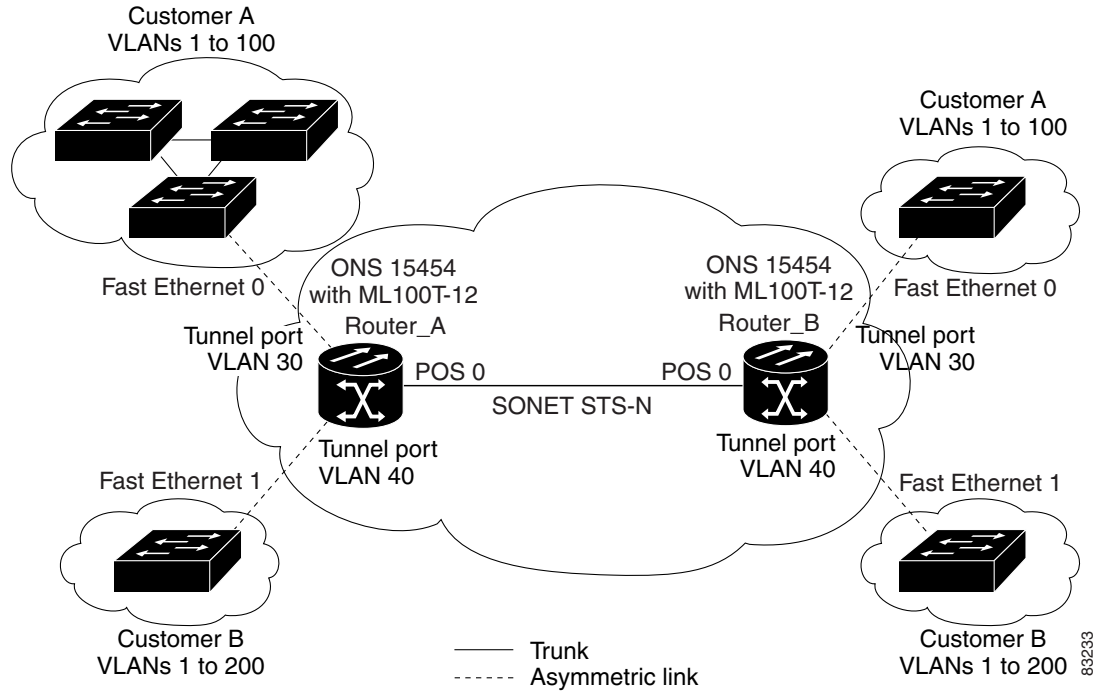 Customer A
VLANs 1 to 100
Customer A
VLANs 1 to 100
Fast Ethernet 0
ONS 15454
with ML100T-12
Router_A
Tunnel port
VLAN 30
ONS 15454
with ML100T-12
Router_B
Fast Ethernet 0
Tunnel port
VLAN 30
POS 0
POS 0
SONET STS-N
Tunnel port
VLAN 40
Tunnel port
VLAN 40
Fast Ethernet 1
Fast Ethernet 1
Customer B
VLANs 1 to 200
Customer B
VLANs 1 to 200
Trunk
Asymmetric link
83233